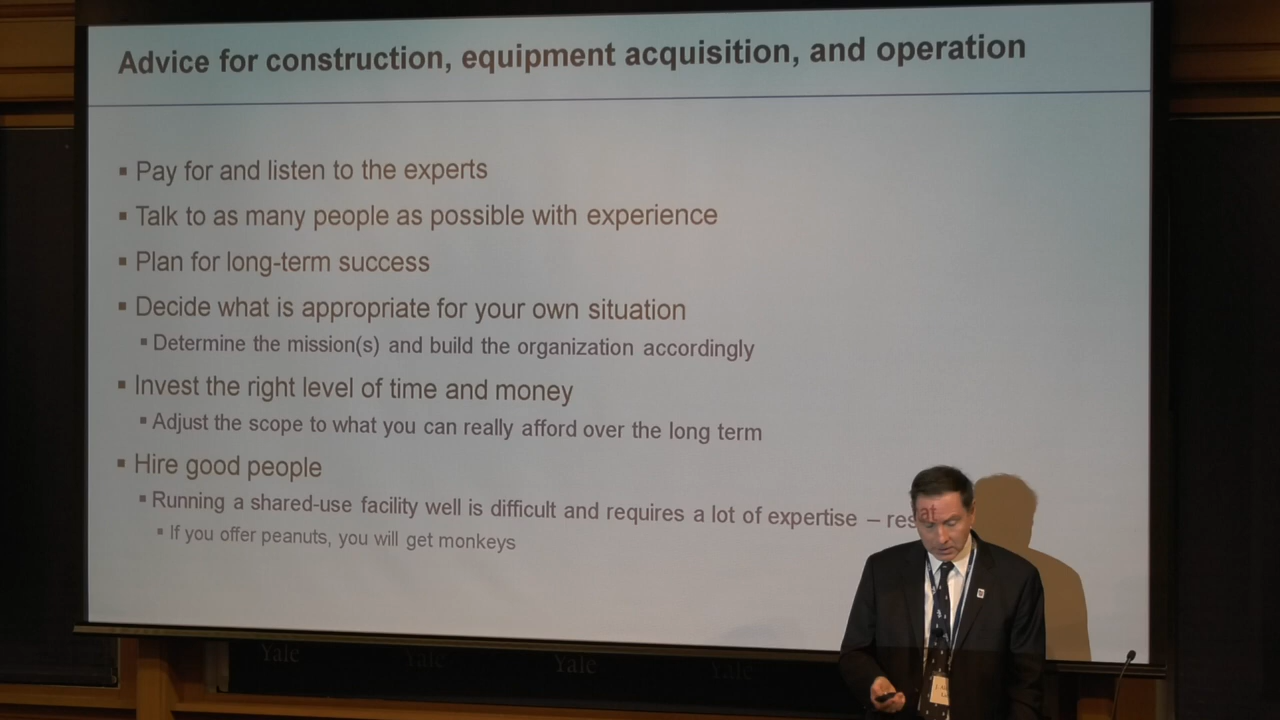 Advice for construction, equipment acquisition, and operation
▪ Pay for and listen to the experts
▪ Talk to as many people as possible with experience
▪ Plan for long-term success
▪ Decide what is appropriate for your own situation
▪ Determine the mission(s) and build the organization accordingly
▪ Invest the right level of time and money
▪ Adjust the scope to what you can really afford over the long term
▪ Hire good people
▪ Running a shared-use facility well is difficult and requires a lot of expertise –
▪ If you offer peanuts, you will get monkeys
Yale Yale Yale Yale